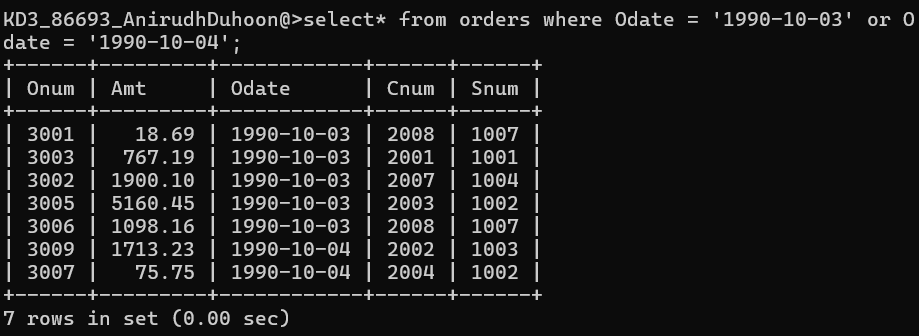 KD3_86693_AnirudhDuhoon@>select* from orders where Odate = '1990-10-03' or O
date = '1990-10-04';
+------+---------+------------+------+------+
| Onum | Amt     | Odate      | Cnum | Snum |
+------+---------+------------+------+------+
| 3001 |   18.69 | 1990-10-03 | 2008 | 1007 |
| 3003 |  767.19 | 1990-10-03 | 2001 | 1001 |
| 3002 | 1900.10 | 1990-10-03 | 2007 | 1004 |
| 3005 | 5160.45 | 1990-10-03 | 2003 | 1002 |
| 3006 | 1098.16 | 1990-10-03 | 2008 | 1007 |
| 3009 | 1713.23 | 1990-10-04 | 2002 | 1003 |
| 3007 |   75.75 | 1990-10-04 | 2004 | 1002 |
+------+---------+------------+------+------+
7 rows in set (0.00 sec)